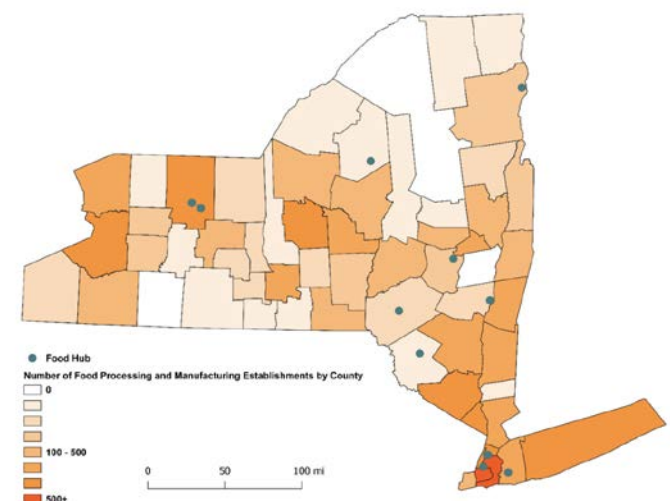 Food Hub
Number of Food Processing and Manufacturing Establishments by County
0
100 - 500
500+
0 50 100 mi